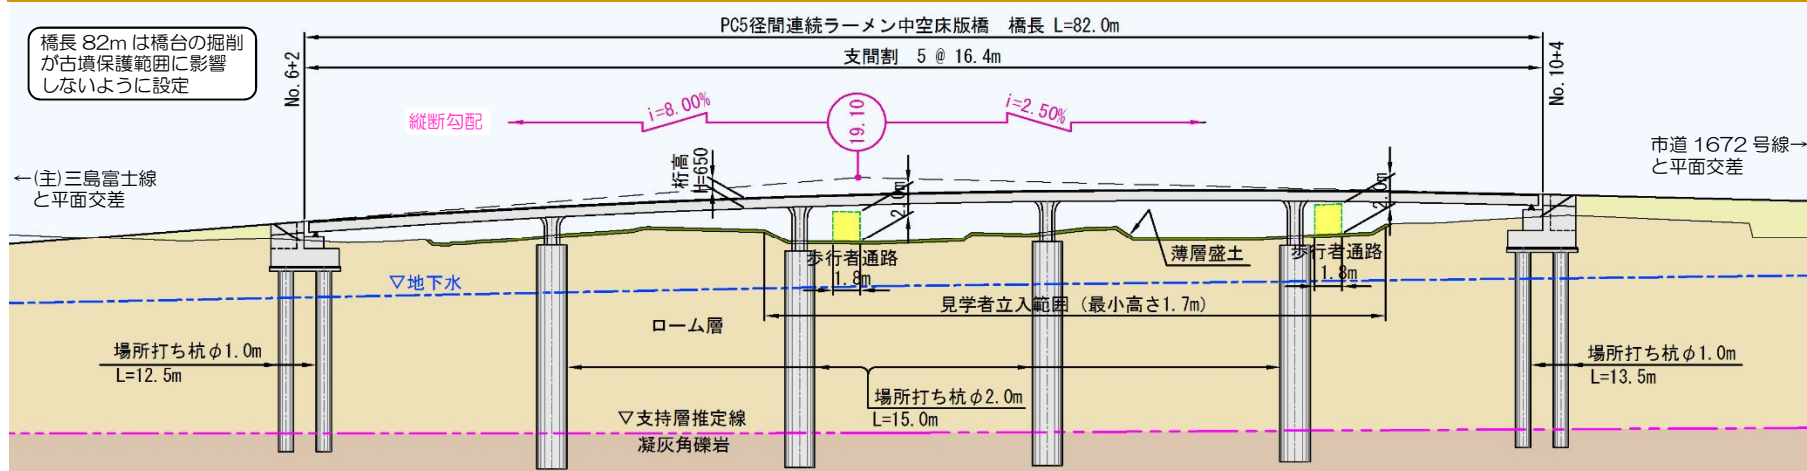 PC5径間連続ラーメン中空床版橋　橋長 L=82.0m
橋長 82m は橋台の掘削
が古墳保護範囲に影響
しないように設定
支間割　5 @ 16.4m
No.6+2
No.10+4
縦断勾配
i=8.00%
19.10
i=2.50%
市道 1672 号線→
と平面交差
←(主)三島富士線
と平面交差
桁高
H=650
2.0m
2.0m
薄層盛土
歩行者通路
1.8m
歩行者通路
1.8m
▽地下水
見学者立入範囲（最小高さ1.7m）
ローム層
場所打ち杭φ1.0m
L=12.5m
場所打ち杭φ1.0m
L=13.5m
場所打ち杭φ2.0m
L=15.0m
▽支持層推定線
凝灰角礫岩